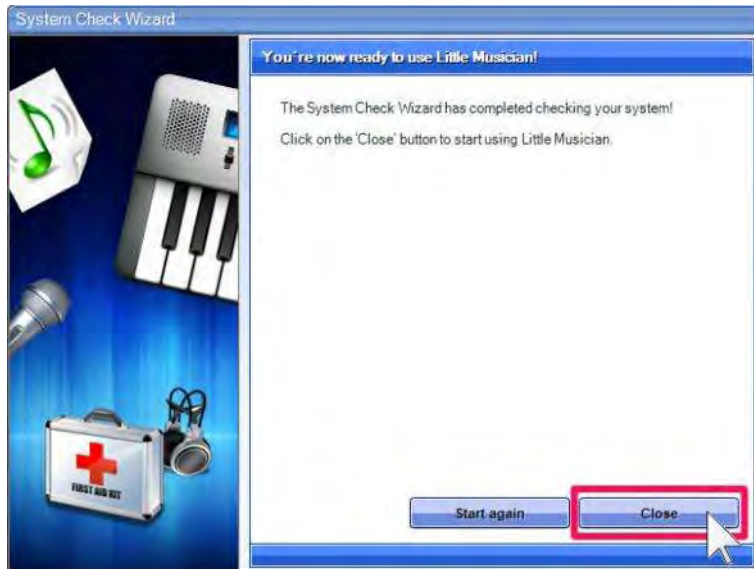 System Check Wizard
You're now ready to use Little Musician!
The System Check Wizard has completed checking your system!
Click on the 'Close' button to start using Little Musician.
FIRST AID KIT
Start again
Close